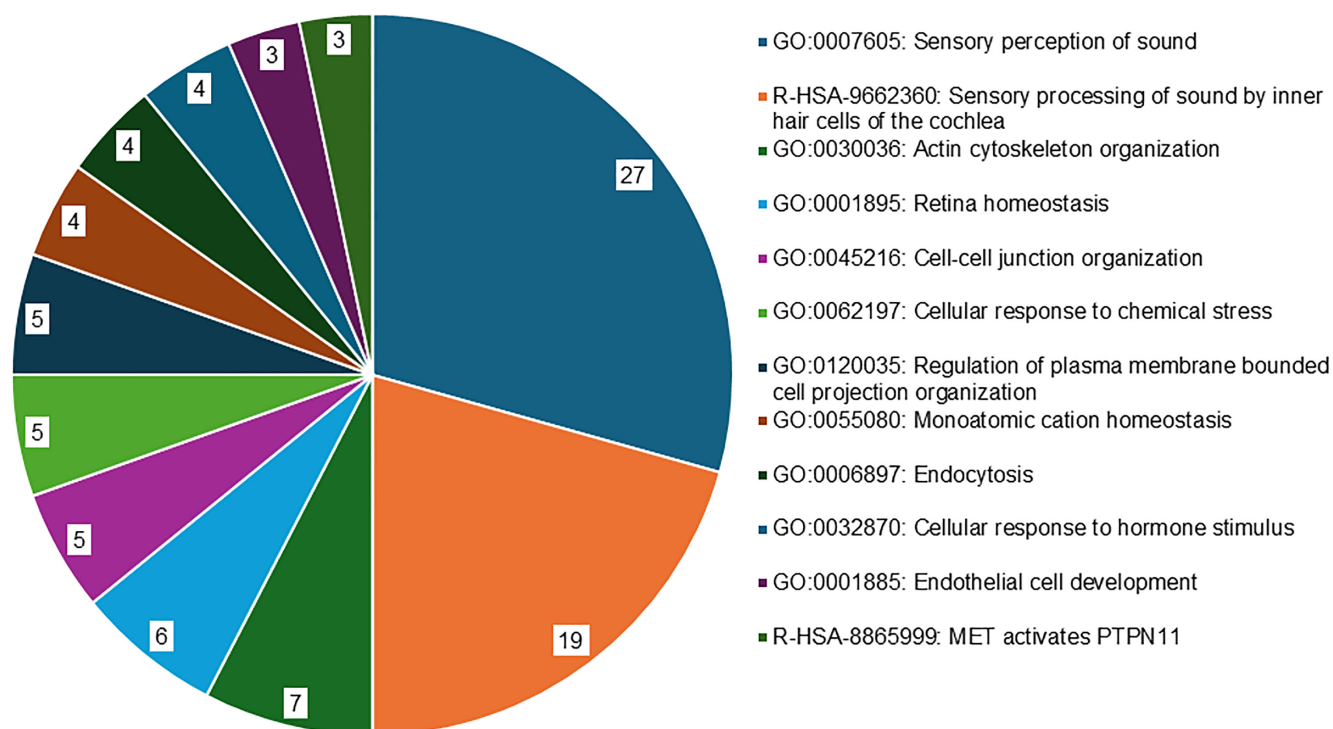 3
3
4
4
4
5
5
5
6
7
19
27
GO:0007605: Sensory perception of sound
R-HSA-9662360: Sensory processing of sound by inner
hair cells of the cochlea
GO:0030036: Actin cytoskeleton organization
GO:0001895: Retina homeostasis
GO:0045216: Cell-cell junction organization
GO:0062197: Cellular response to chemical stress
GO:0120035: Regulation of plasma membrane bounded
cell projection organization
GO:0055080: Monoatomic cation homeostasis
GO:0006897: Endocytosis
GO:0032870: Cellular response to hormone stimulus
GO:0001885: Endothelial cell development
R-HSA-8865999: MET activates PTPN11